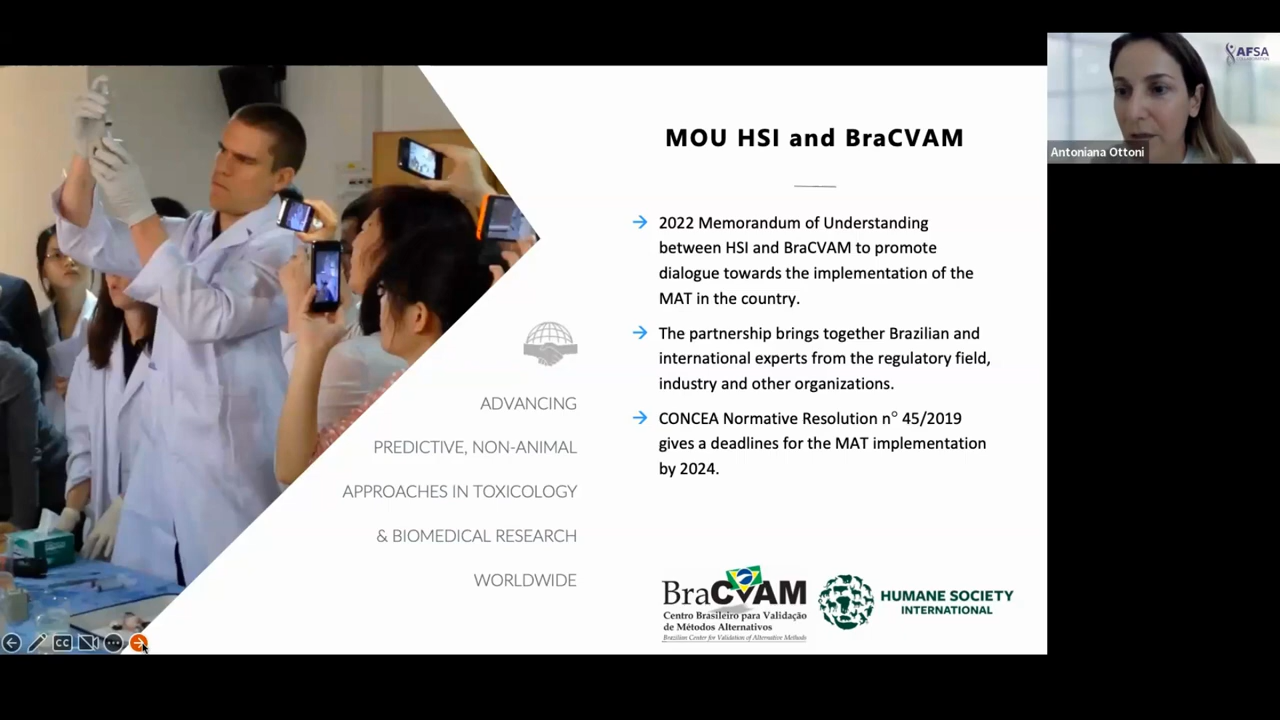 MOU HSI and BraCVAM
2022 Memorandum of Understanding
between HSI and BraCVAM to promote
dialogue towards the implementation of the
MAT in the country.
The partnership brings together Brazilian and
international experts from the regulatory field,
industry and other organizations.
CONCEA Normative Resolution n° 45/2019
gives a deadlines for the MAT implementation
by 2024.
ADVANCING
PREDICTIVE, NON-ANIMAL
APPROACHES IN TOXICOLOGY
& BIOMEDICAL RESEARCH
WORLDWIDE
BraCVAM
Centro Brasileiro para Validação
de Métodos Alternativos
Brazilian Center for Validation of Alternative Methods
HUMANE SOCIETY
INTERNATIONAL
CC
AFSA
COLLABORATION
Antoniana Ottoni